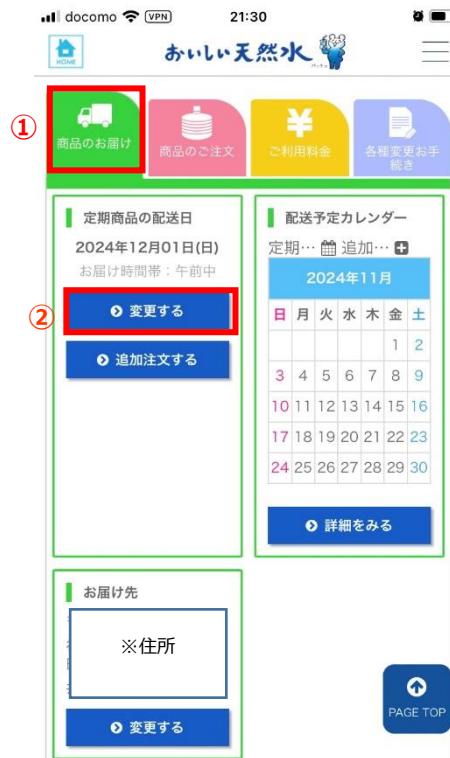 docomo VPN 21:30
HOME
おいしい天然水
①
商品のお届け
商品のご注文
ご利用料金
各種変更お手
続き
定期商品の配送日
2024年12月01日(日)
お届け時間帯：午前中
②
変更する
追加注文する
配送予定カレンダー
定期… 追加…
2024年11月
日 月 火 水 木 金 土
1 2
3 4 5 6 7 8 9
10 11 12 13 14 15 16
17 18 19 20 21 22 23
24 25 26 27 28 29 30
詳細をみる
お届け先
※住所
変更する
PAGE TOP